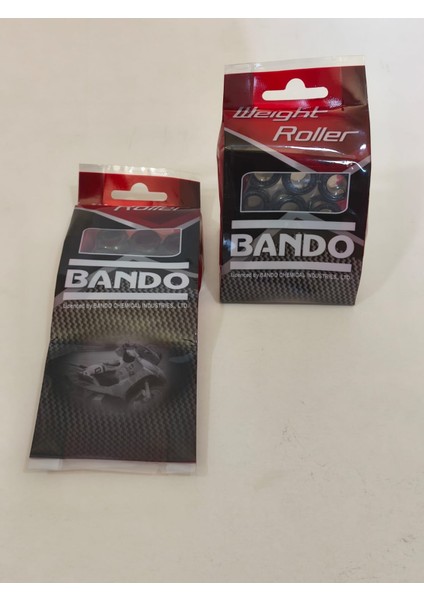 Weight
Roller
BANDO
Licensed by BANDO CHEMICAL INDUSTRIES, LTD.
Roller
BANDO
Licensed by BANDO CHEMICAL INDUSTRIES, LTD.